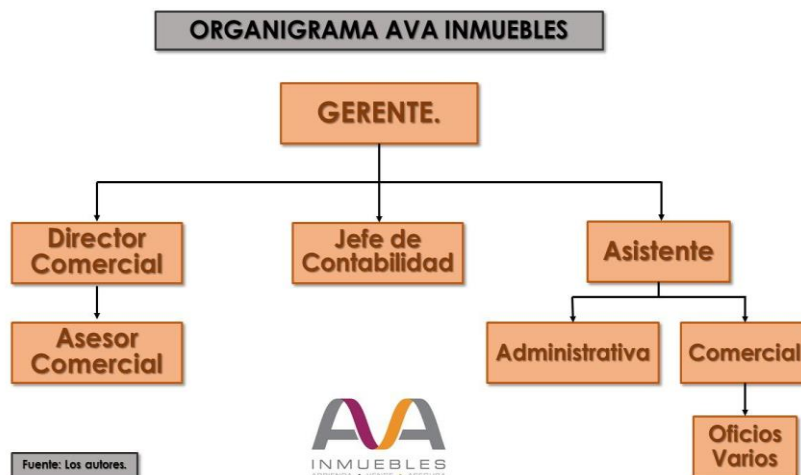 ORGANIGRAMA AVA INMUEBLES
GERENTE.
Director
Comercial
Jefe de
Contabilidad
Asistente
Asesor
Comercial
Administrativa
Comercial
Oficios
Varios
AVA
INMUEBLES
Fuente: Los autores.